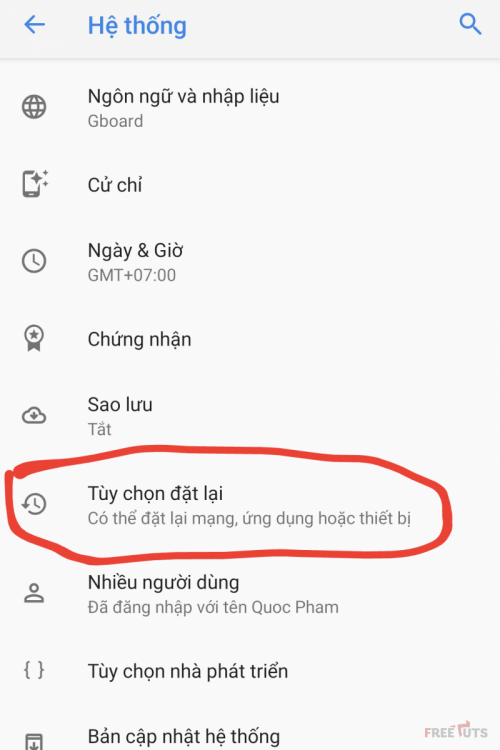 Hệ thống
Ngôn ngữ và nhập liệu
Gboard
Cử chỉ
Ngày & Giờ
GMT+07:00
Chứng nhận
Sao lưu
Tắt
Tùy chọn đặt lại
Có thể đặt lại mạng, ứng dụng hoặc thiết bị
Nhiều người dùng
Đã đăng nhập với tên Quoc Pham
{ } Tùy chọn nhà phát triển
Bản cập nhật hệ thống
FREETUTS